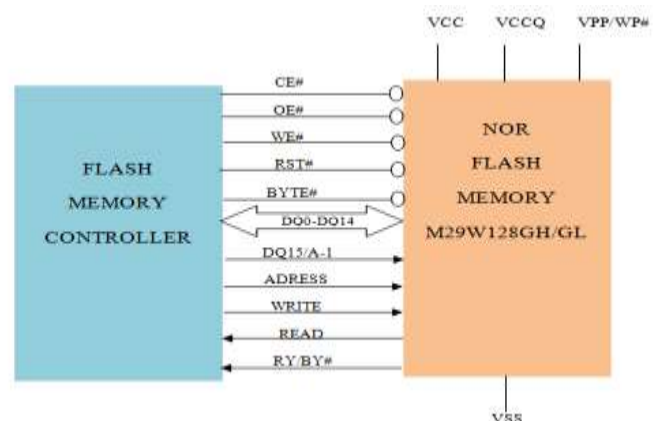 VCC VCCQ VPP/WP#
CE#
OE#
WE#
RST#
BYTE#
DQ0-DQ14
DQ15/A-1
ADRESS
WRITE
READ
RY/BY#
FLASH
MEMORY
CONTROLLER
NOR
FLASH
MEMORY
M29W128GH/GL
VSS